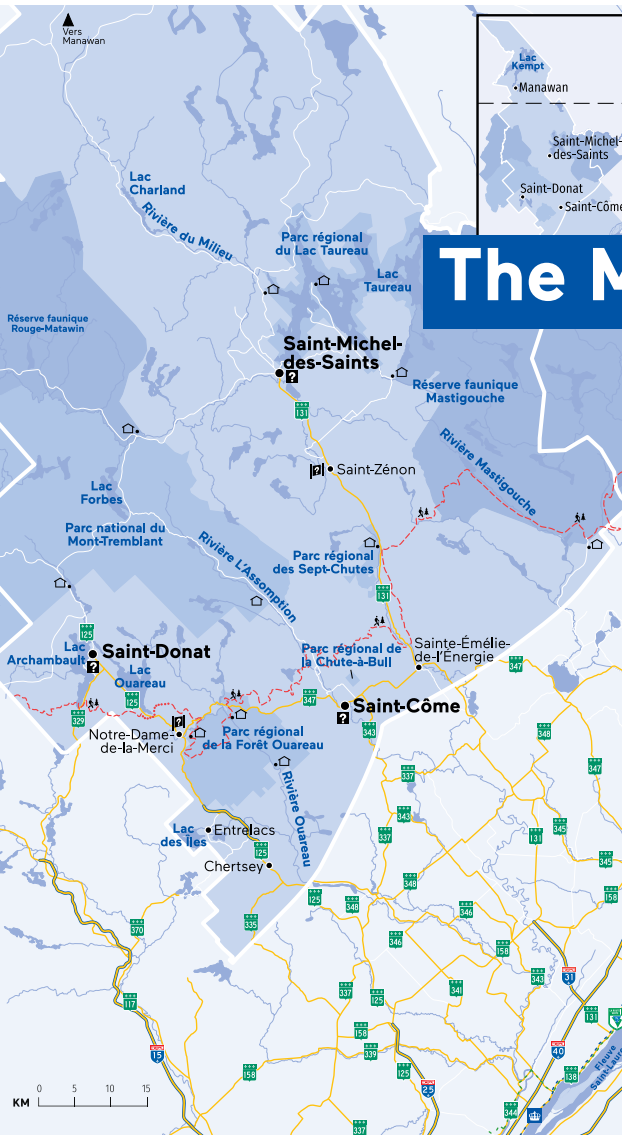 Vers
Manawan
Lac
Kempt
Manawan
Saint-Michel-
des-Saints
Saint-Donat
Saint-Côme
The M
Lac
Charland
Rivière du Milieu
Parc régional
du Lac Taureau
Lac
Taureau
Réserve faunique
Rouge-Matawin
Saint-Michel-
des-Saints
?
Réserve faunique
Mastigouche
131
?
Saint-Zénon
Rivière Mastigouche
Lac
Forbes
Parc national du
Mont-Tremblant
Rivière L'Assomption
Parc régional
des Sept-Chutes
131
125
Lac
Archambault
Saint-Donat
?
Lac
Ouareau
Parc régional de
la Chute-à-Bull
Sainte-Émélie-
de-l'Énergie
347
125
329
?
Notre-Dame-
de-la-Merci
347
Saint-Côme
?
343
348
Parc régional
de la Forêt Ouareau
Rivière Ouareau
337
347
Lac
des Îles
Entrelacs
343
337
131
345
125
Chertsey
345
348
125
348
346
158
335
370
346
158
343
31
337
125
341
117
131
158
339
15
158
125
40
138
25
344
337
Fleuve
Saint-Laure
KM
0 5 10 15